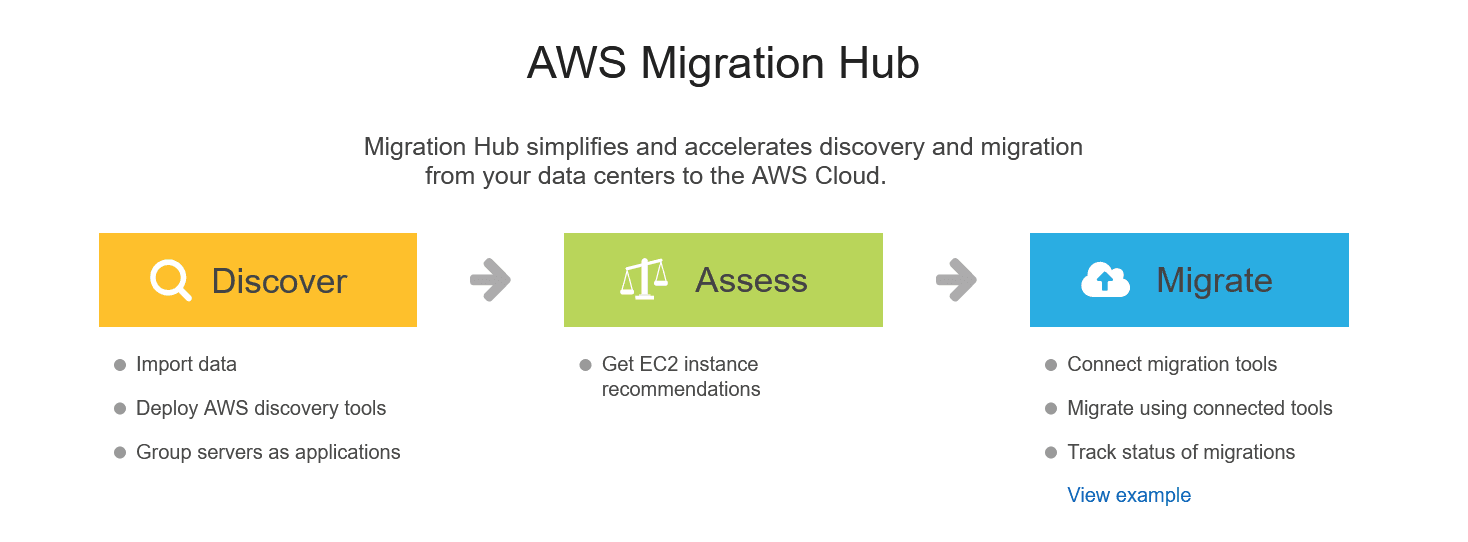 AWS Migration Hub
Migration Hub simplifies and accelerates discovery and migration
from your data centers to the AWS Cloud.
Discover
Import data
Deploy AWS discovery tools
Group servers as applications
Assess
Get EC2 instance
recommendations
Migrate
Connect migration tools
Migrate using connected tools
Track status of migrations
View example